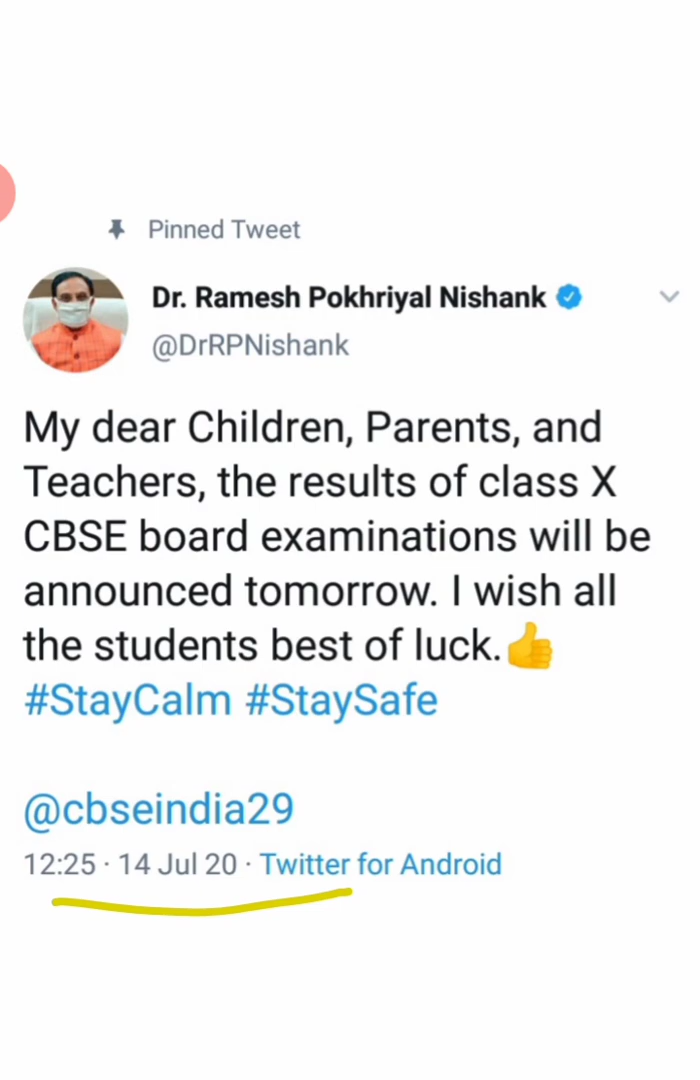 Pinned Tweet
Dr. Ramesh Pokhriyal Nishank
@DrRPNishank
My dear Children, Parents, and
Teachers, the results of class X
CBSE board examinations will be
announced tomorrow. I wish all
the students best of luck.👍
#StayCalm #StaySafe
@cbseindia29
12:25 · 14 Jul 20 · Twitter for Android